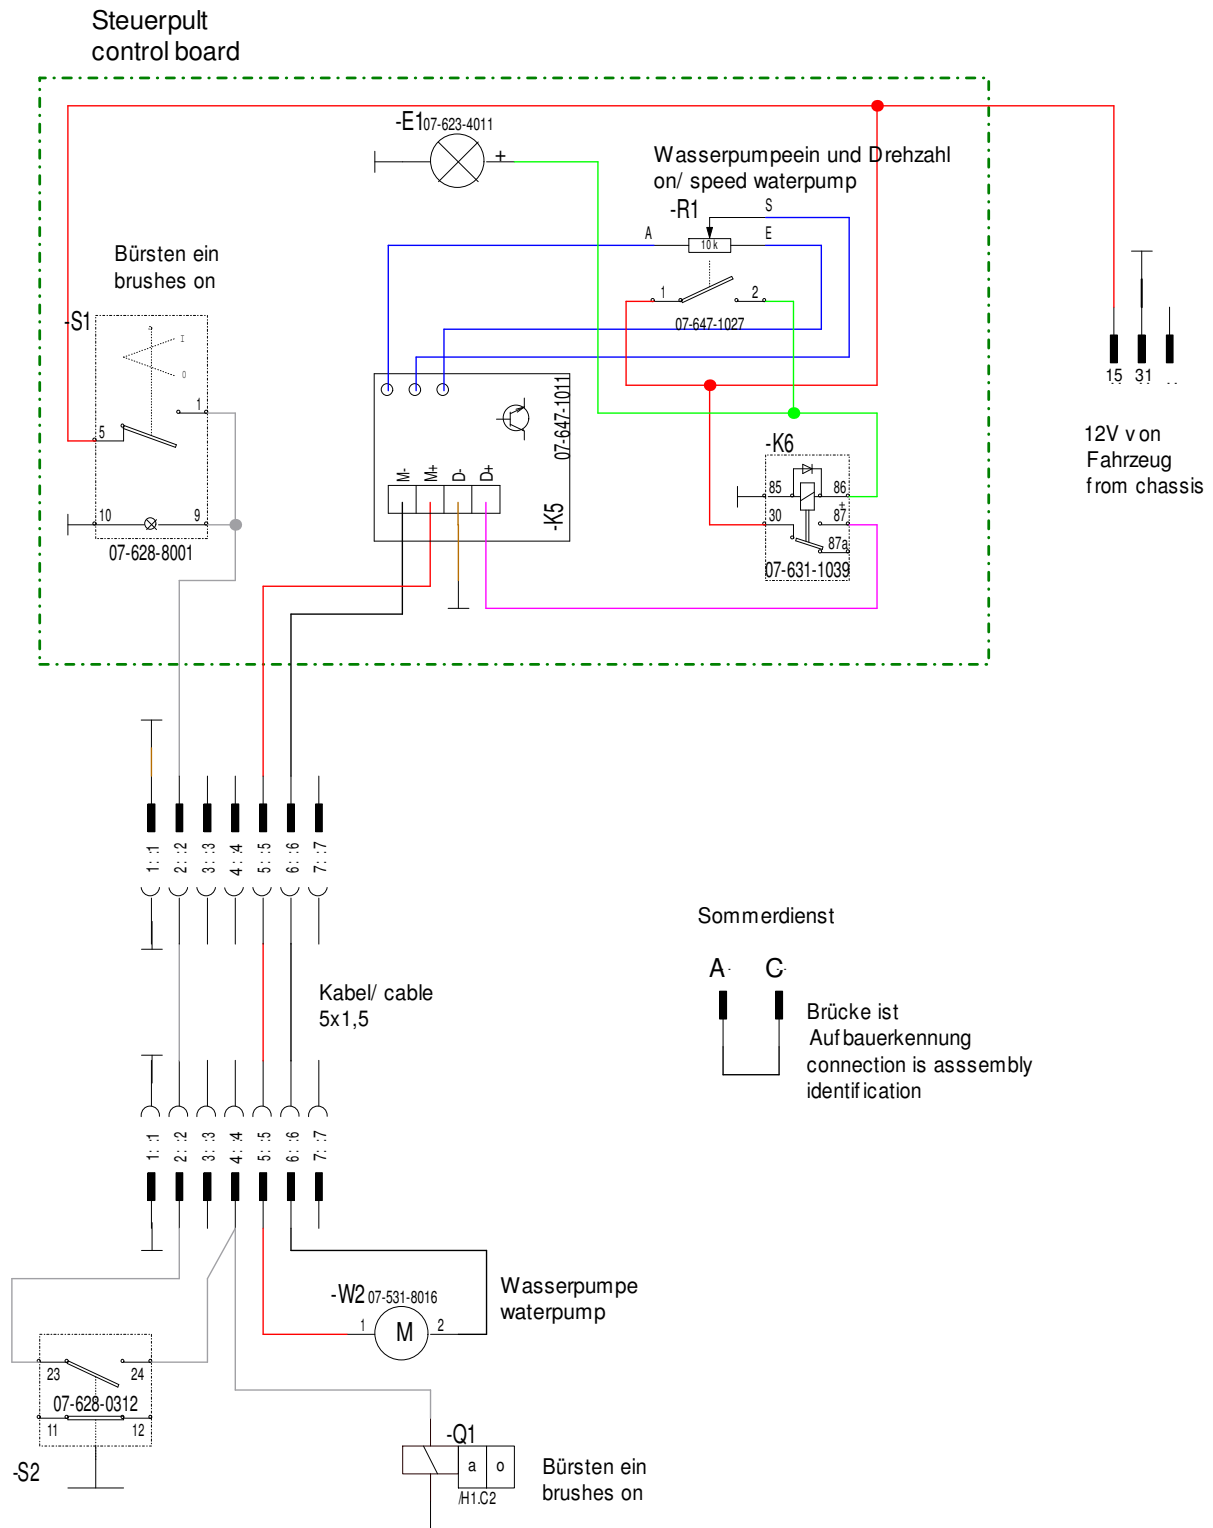 Steuerpult
control board
-E1 07-623-4011
+
Wasserpumpeein und Drehzahl
on/ speed waterpump
-R1
S
A
10 k
E
1
2
07-647-1027
Bürsten ein
brushes on
-S1
I
0
1
5
10
9
07-628-8001
07-647-1011
M-
M+
D-
D+
-K5
-K6
85
86
+
30
87
87a
07-631-1039
15
31
12V von
Fahrzeug
from chassis
1: :1
2: :2
3: :3
4: :4
5: :5
6: :6
7: :7
Kabel/ cable
5x1,5
Sommerdienst
A
C
Brücke ist
Aufbauerkennung
connection is asssembly
identification
1: :1
2: :2
3: :3
4: :4
5: :5
6: :6
7: :7
-W2 07-531-8016
1
M
2
Wasserpumpe
waterpump
23
24
07-628-0312
11
12
-S2
-Q1
a
o
/H1.C2
Bürsten ein
brushes on